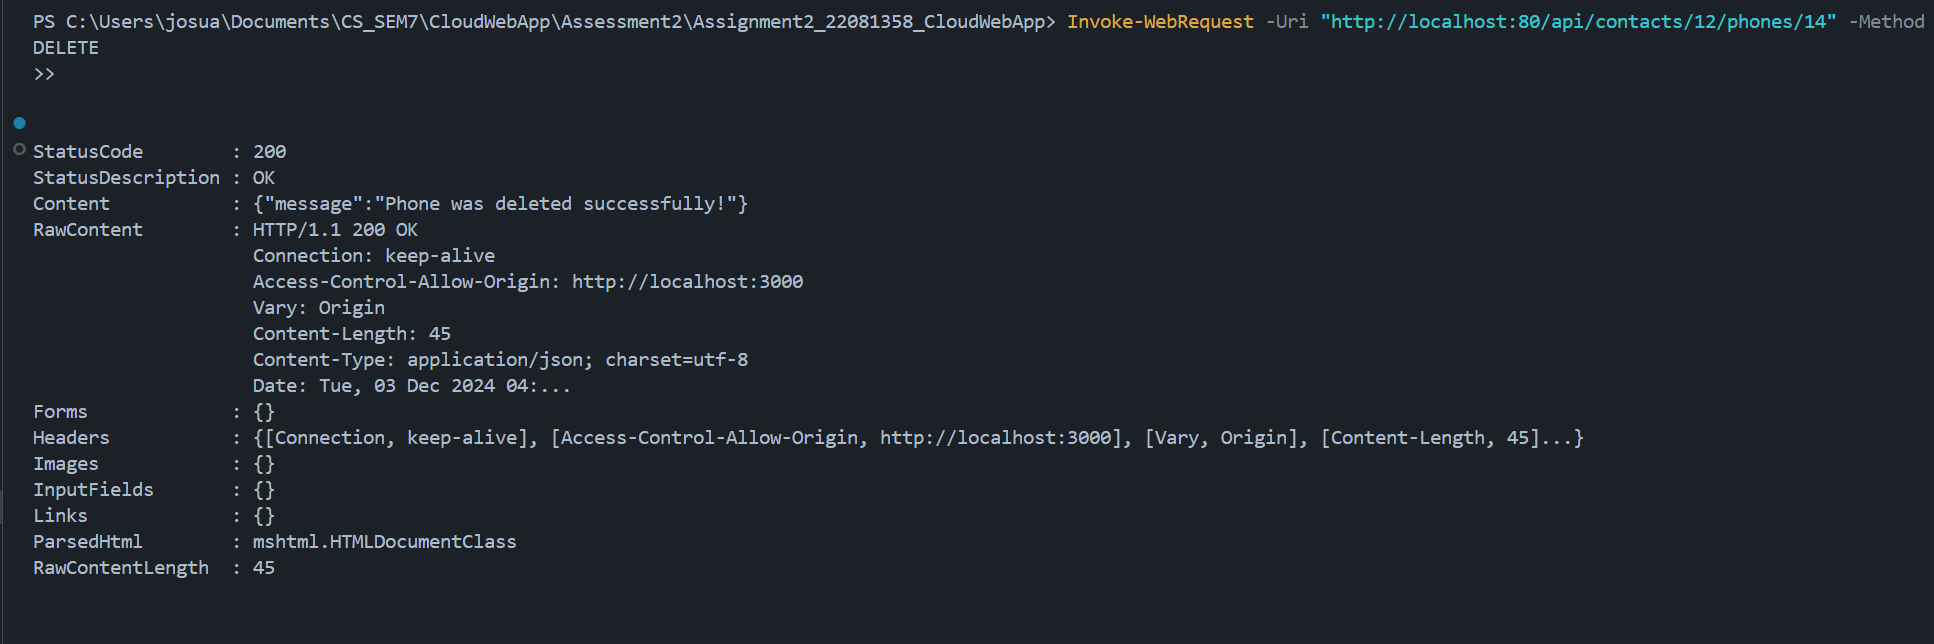 PS C:\Users\josua\Documents\CS_SEM7\CloudWebApp\Assessment2\Assignment2_22081358_CloudWebApp> Invoke-WebRequest -Uri "http://localhost:80/api/contacts/12/phones/14" -Method
DELETE
>>
StatusCode        : 200
StatusDescription : OK
Content           : {"message":"Phone was deleted successfully!"}
RawContent        : HTTP/1.1 200 OK
                    Connection: keep-alive
                    Access-Control-Allow-Origin: http://localhost:3000
                    Vary: Origin
                    Content-Length: 45
                    Content-Type: application/json; charset=utf-8
                    Date: Tue, 03 Dec 2024 04:...
Forms             : {}
Headers           : {[Connection, keep-alive], [Access-Control-Allow-Origin, http://localhost:3000], [Vary, Origin], [Content-Length, 45]...}
Images            : {}
InputFields       : {}
Links             : {}
ParsedHtml        : mshtml.HTMLDocumentClass
RawContentLength  : 45